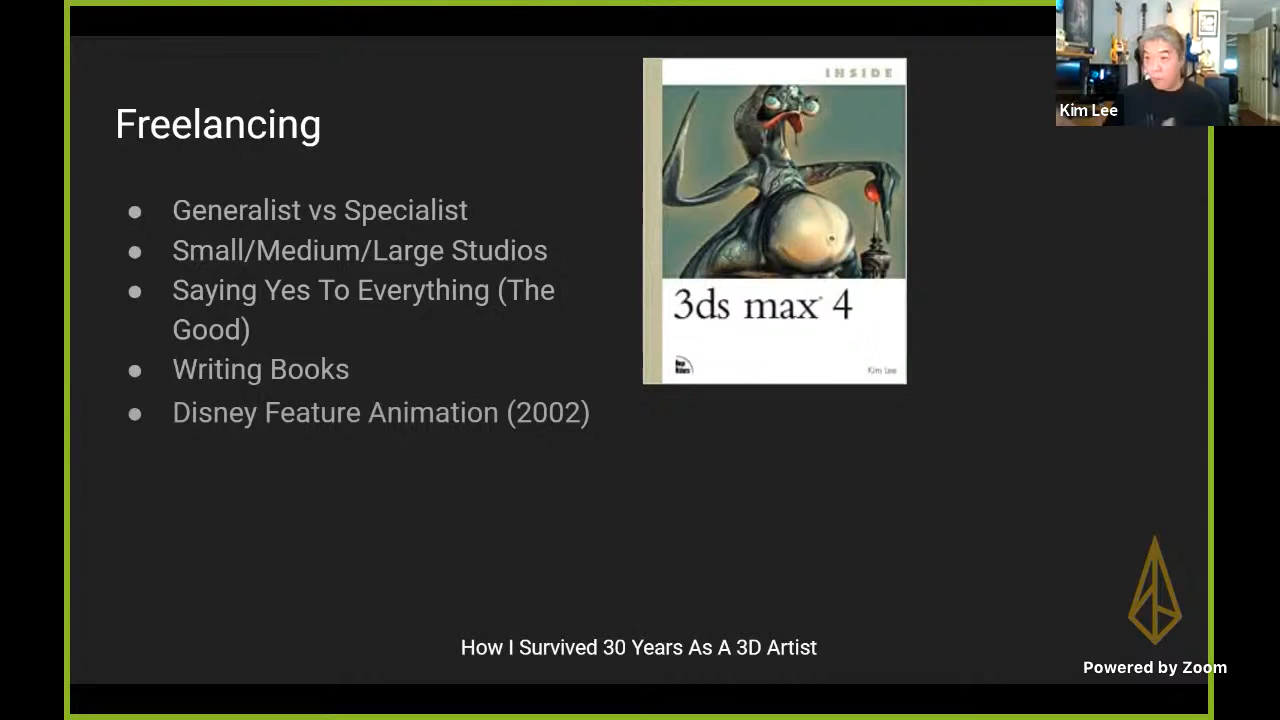 Kim Lee
Freelancing
● Generalist vs Specialist
● Small/Medium/Large Studios
● Saying Yes To Everything (The
Good)
● Writing Books
● Disney Feature Animation (2002)
INSIDE
3ds max 4
Kim Lee
How I Survived 30 Years As A 3D Artist
Powered by Zoom